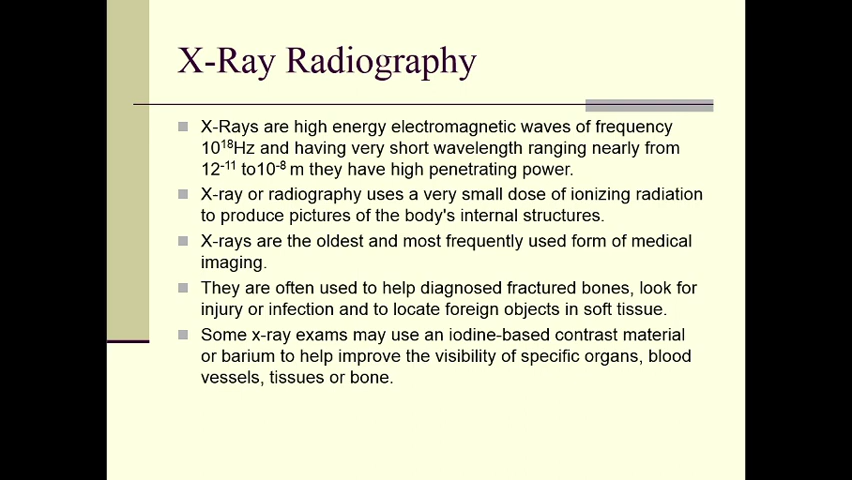 X-Ray Radiography
X-Rays are high energy electromagnetic waves of frequency
10¹⁸Hz and having very short wavelength ranging nearly from
12⁻¹¹ to10⁻⁸ m they have high penetrating power.
X-ray or radiography uses a very small dose of ionizing radiation
to produce pictures of the body's internal structures.
X-rays are the oldest and most frequently used form of medical
imaging.
They are often used to help diagnosed fractured bones, look for
injury or infection and to locate foreign objects in soft tissue.
Some x-ray exams may use an iodine-based contrast material
or barium to help improve the visibility of specific organs, blood
vessels, tissues or bone.